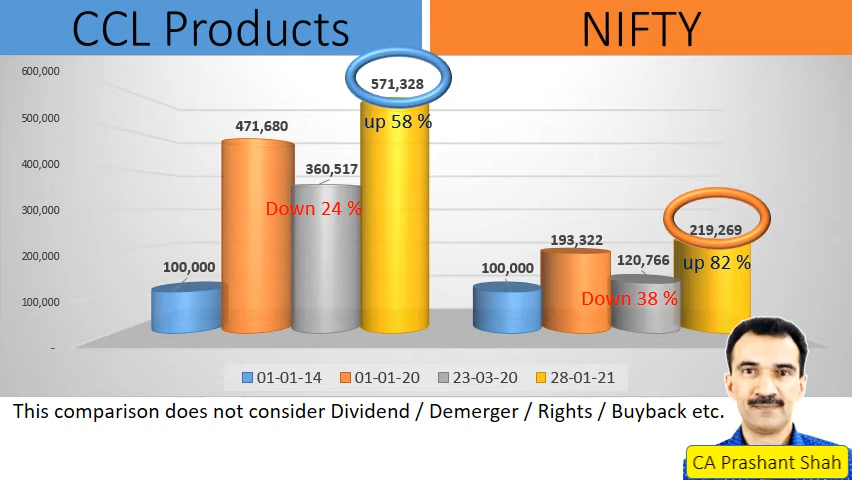 CCL Products
NIFTY
600,000
500,000
400,000
300,000
200,000
100,000
-
100,000
471,680
360,517
571,328
up 58 %
Down 24 %
100,000
193,322
120,766
219,269
up 82 %
Down 38 %
01-01-14 01-01-20 23-03-20 28-01-21
This comparison does not consider Dividend / Demerger / Rights / Buyback etc.
CA Prashant Shah